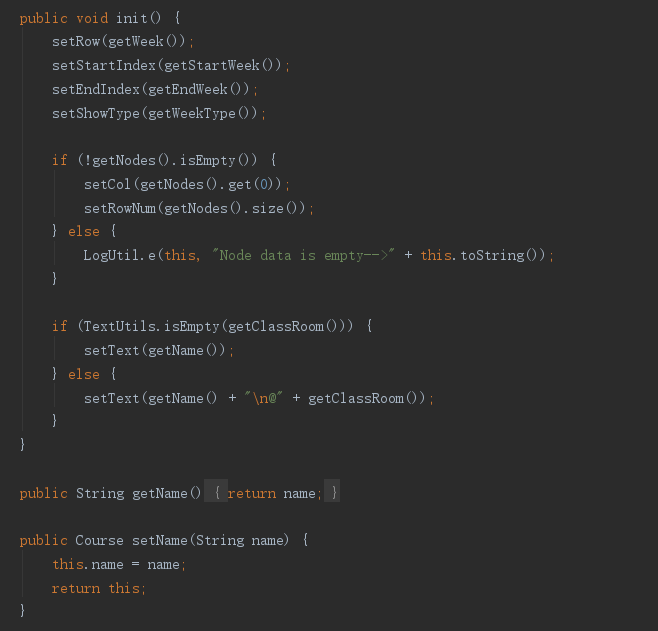 public void init() {
    setRow(getWeek());
    setStartIndex(getStartWeek());
    setEndIndex(getEndWeek());
    setShowType(getWeekType());

    if (!getNodes().isEmpty()) {
        setCol(getNodes().get(0));
        setRowNum(getNodes().size());
    } else {
        LogUtil.e(this, "Node data is empty-->" + this.toString());
    }

    if (TextUtils.isEmpty(getClassRoom())) {
        setText(getName());
    } else {
        setText(getName() + "\n@" + getClassRoom());
    }
}

public String getName() { return name; }

public Course setName(String name) {
    this.name = name;
    return this;
}